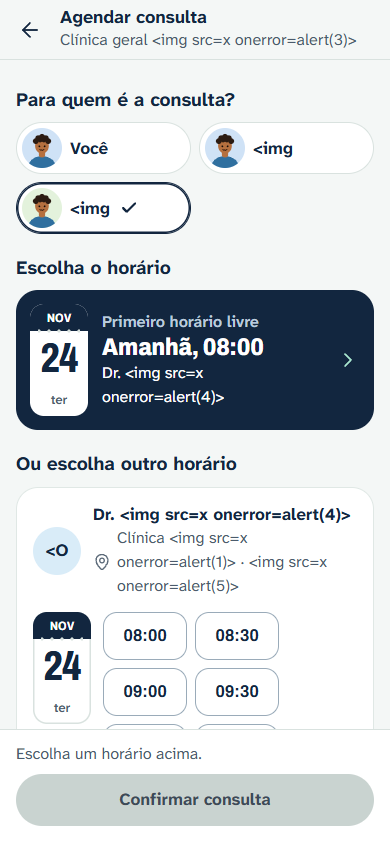 Agendar consulta
Clínica geral <img src=x onerror=alert(3)>
Para quem é a consulta?
Você
<img
<img
Escolha o horário
NOV
24
ter
Primeiro horário livre
Amanhã, 08:00
Dr. <img src=x
onerror=alert(4)>
Ou escolha outro horário
<O
Dr. <img src=x onerror=alert(4)>
Clínica <img src=x
onerror=alert(1)> · <img src=x
onerror=alert(5)>
NOV
24
ter
08:00
08:30
09:00
09:30
Escolha um horário acima.
Confirmar consulta